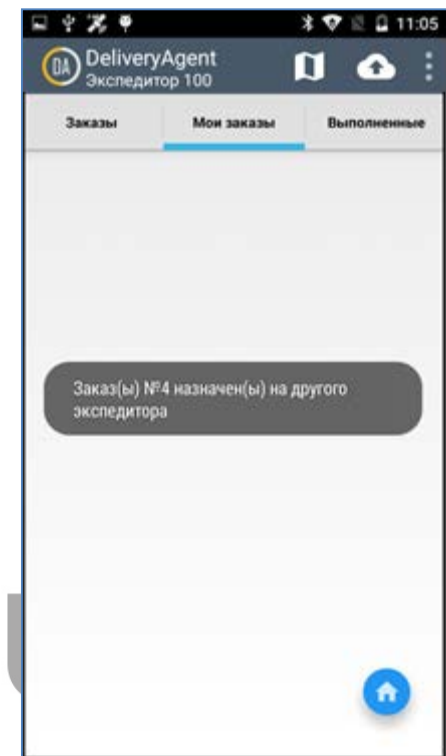 11:05
DA
DeliveryAgent
Экспедитор 100
Заказы Мои заказы Выполненные
Заказ(ы) №4 назначен(ы) на другого
экспедитора